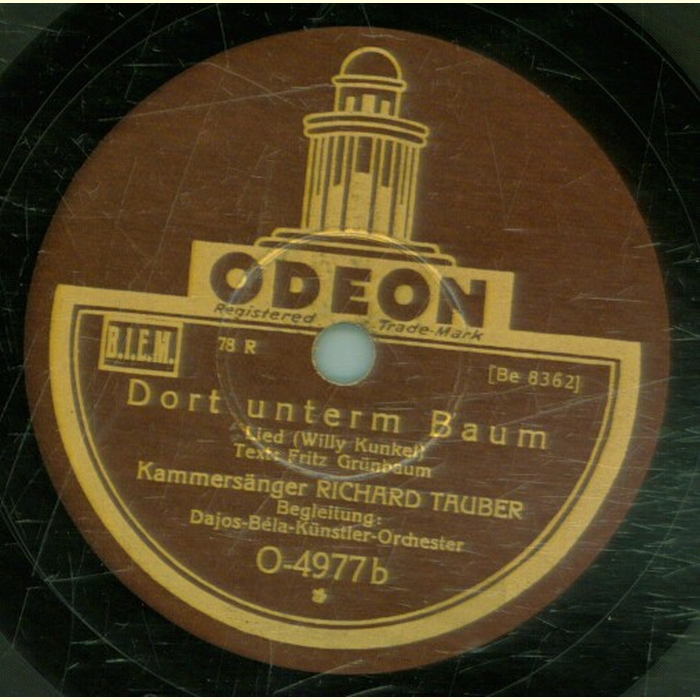 ODEON
Registered Trade-Mark
B.I.E.M. 78 R [Be 8362]
Dort unterm Baum
Lied (Willy Kunkel)
Text: Fritz Grünbaum
Kammersänger RICHARD TAUBER
Begleitung:
Dajos-Béla-Künstler-Orchester
O-4977b